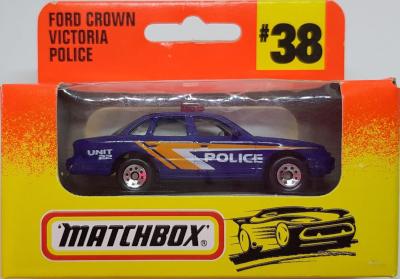 FORD CROWN
VICTORIA
POLICE
#38
UNIT
22
POLICE
MATCHBOX®